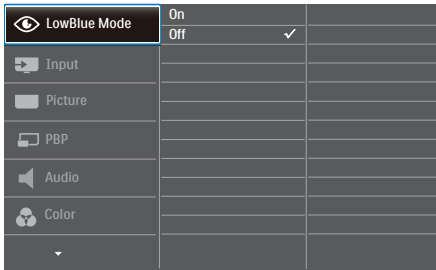 LowBlue Mode
On
Off
Input
Picture
PBP
Audio
Color